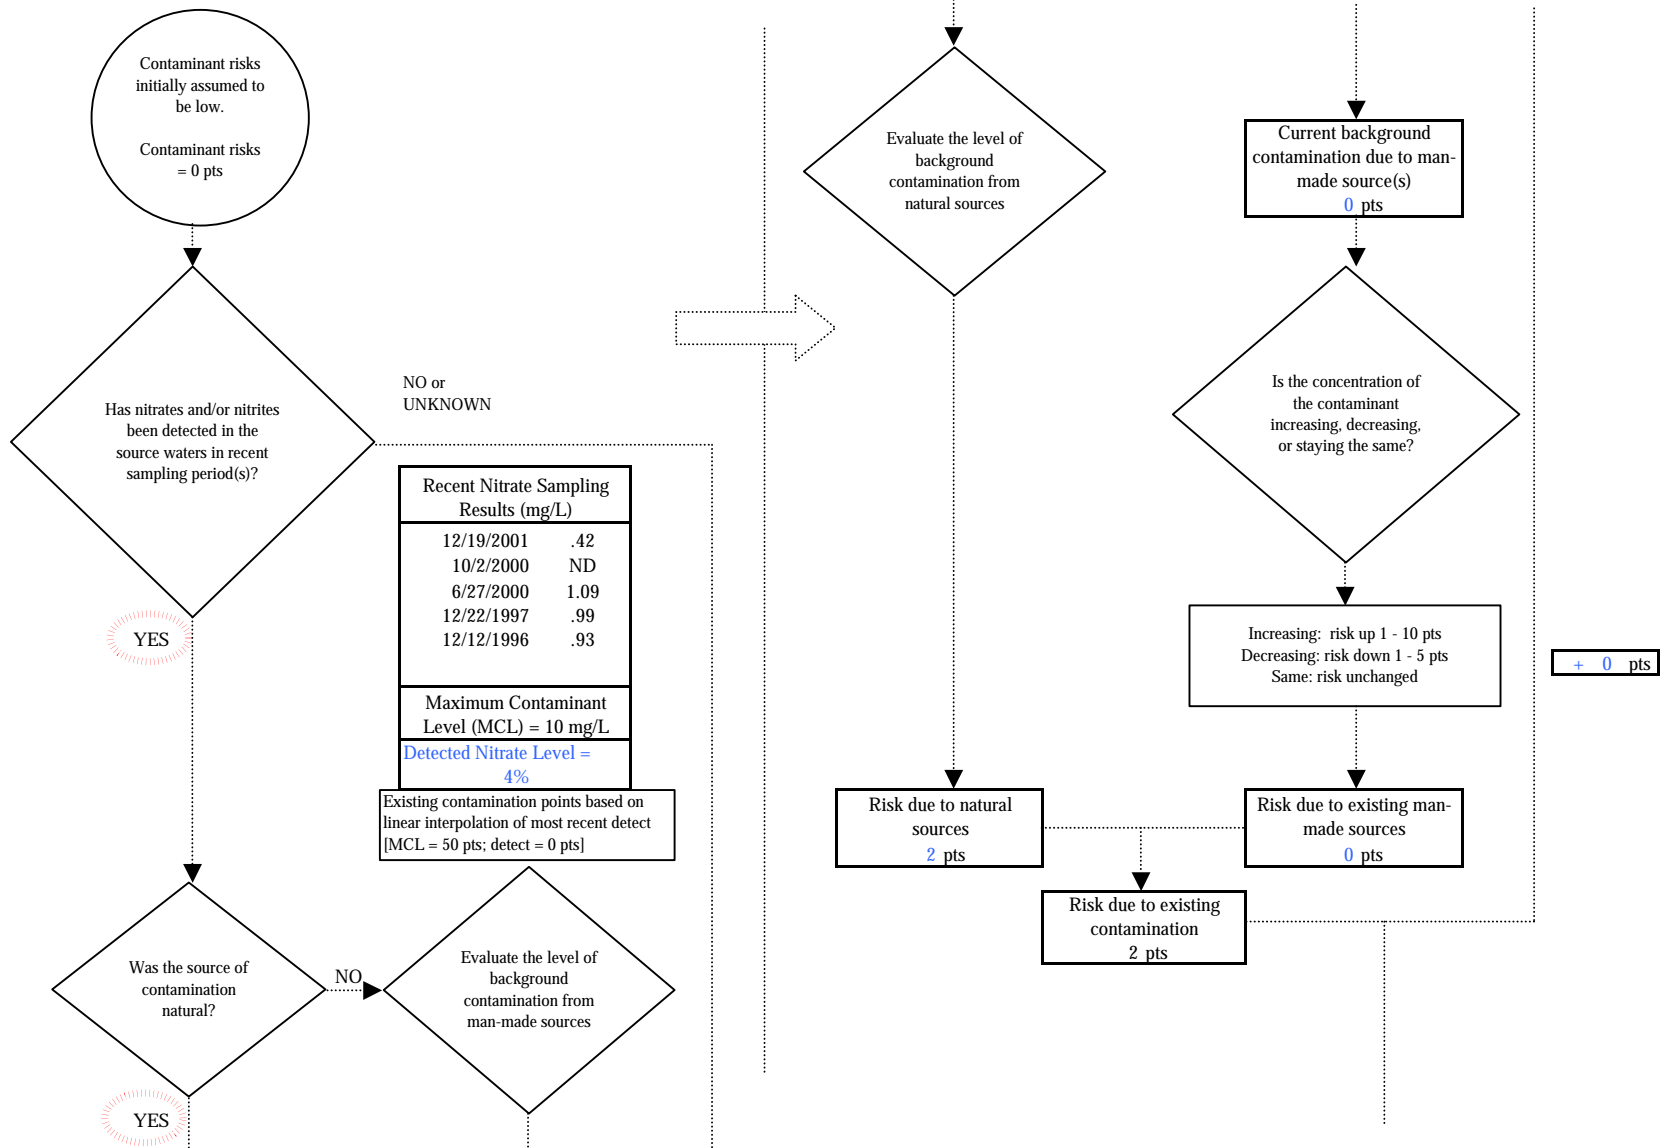 Contaminant risks
initially assumed to
be low.
Contaminant risks
= 0 pts
Has nitrates and/or nitrites
been detected in the
source waters in recent
sampling period(s)?
NO or
UNKNOWN
YES
Recent Nitrate Sampling
Results (mg/L)
12/19/2001 .42
10/2/2000 ND
6/27/2000 1.09
12/22/1997 .99
12/12/1996 .93
Maximum Contaminant
Level (MCL) = 10 mg/L
Detected Nitrate Level =
4%
Existing contamination points based on
linear interpolation of most recent detect
[MCL = 50 pts; detect = 0 pts]
Was the source of
contamination
natural?
NO
YES
Evaluate the level of
background
contamination from
man-made sources
Evaluate the level of
background
contamination from
natural sources
Current background
contamination due to man-
made source(s)
0 pts
Is the concentration of
the contaminant
increasing, decreasing,
or staying the same?
Increasing: risk up 1 - 10 pts
Decreasing: risk down 1 - 5 pts
Same: risk unchanged
+ 0 pts
Risk due to natural
sources
2 pts
Risk due to existing man-
made sources
0 pts
Risk due to existing
contamination
2 pts